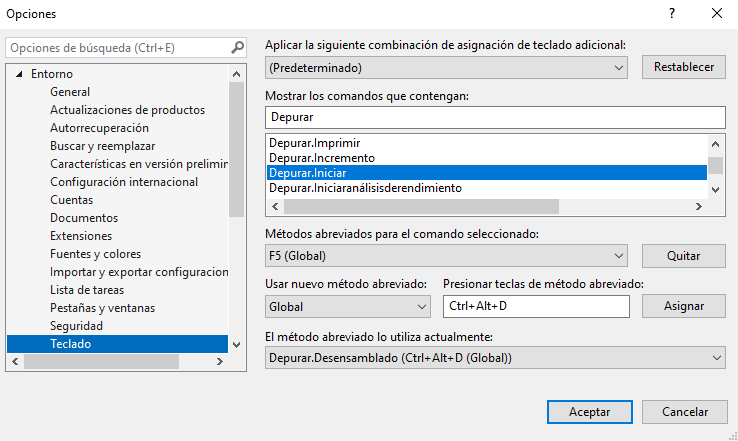 Opciones
Opciones de búsqueda (Ctrl+E)
Entorno
General
Actualizaciones de productos
Autorrecuperación
Buscar y reemplazar
Características en versión prelimin
Configuración internacional
Cuentas
Documentos
Extensiones
Fuentes y colores
Importar y exportar configuracion
Lista de tareas
Pestañas y ventanas
Seguridad
Teclado
Aplicar la siguiente combinación de asignación de teclado adicional:
(Predeterminado)
Restablecer
Mostrar los comandos que contengan:
Depurar
Depurar.Imprimir
Depurar.Incremento
Depurar.Iniciar
Depurar.Iniciaranálisisderendimiento
Métodos abreviados para el comando seleccionado:
F5 (Global)
Quitar
Usar nuevo método abreviado:
Presionar teclas de método abreviado:
Global
Ctrl+Alt+D
Asignar
El método abreviado lo utiliza actualmente:
Depurar.Desensamblado (Ctrl+Alt+D (Global))
Aceptar
Cancelar